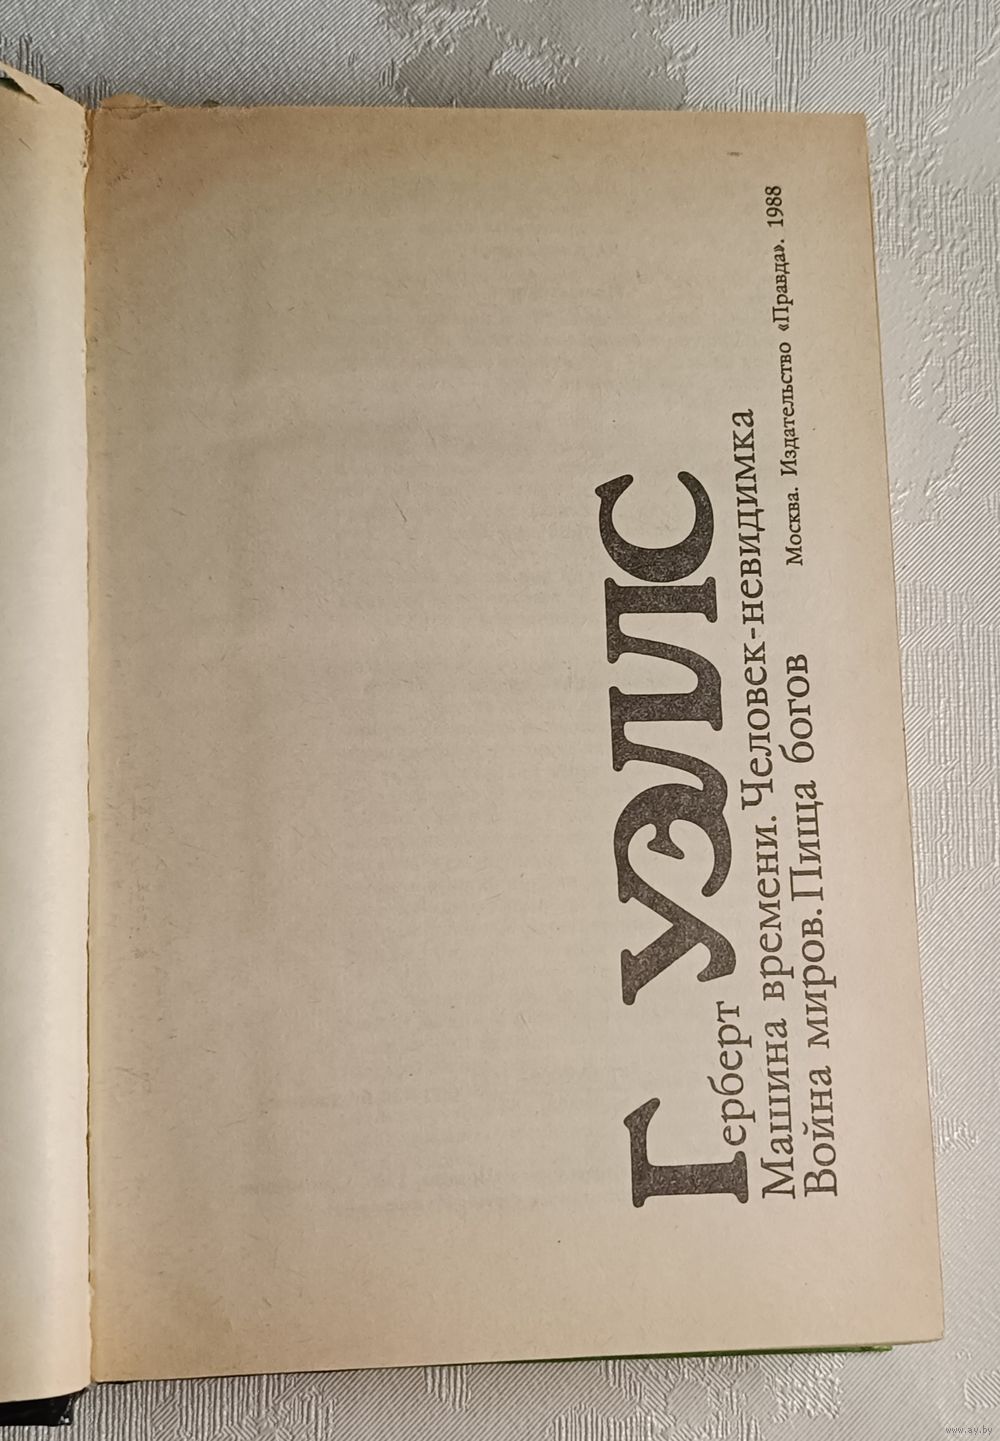 Герберт УЭЛЛС
Машина времени. Человек-невидимка
Война миров. Пища богов
Москва. Издательство «Правда». 1988
www.ay.by